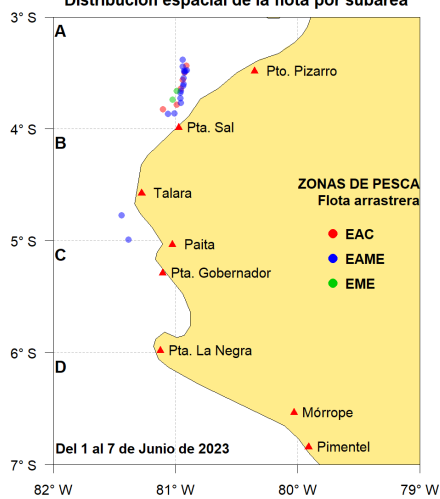 Distribución espacial de la flota por subárea
3° S
A
Pto. Pizarro
4° S
Pta. Sal
B
ZONAS DE PESCA
Talara
Flota arrastrera
EAC
5° S
Paita
C
EAME
Pta. Gobernador
EME
6° S
Pta. La Negra
D
Mórrope
Del 1 al 7 de Junio de 2023
Pimentel
7° S
82° W
81° W
80° W
79° W